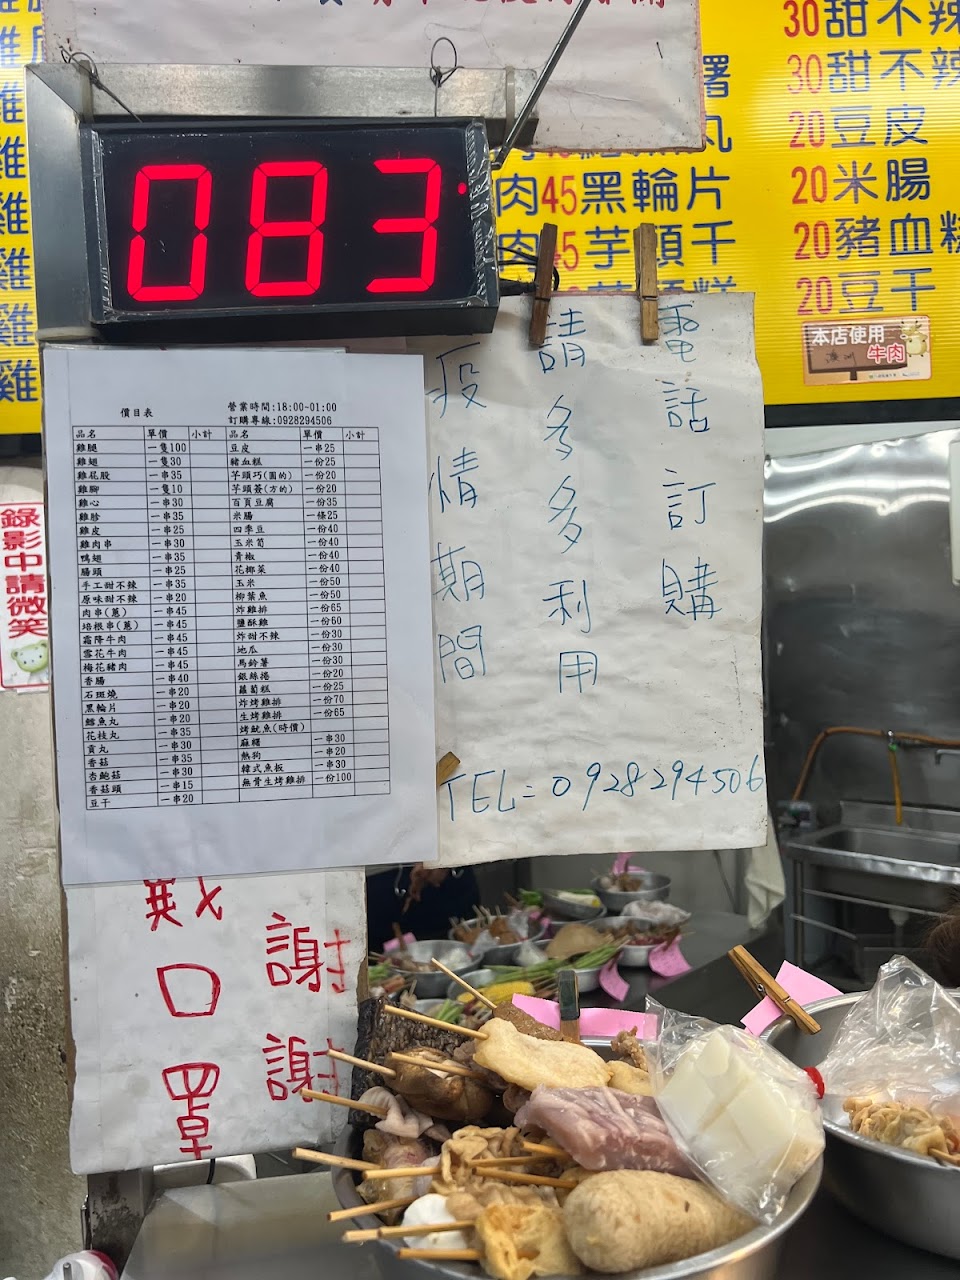 083
30甜不辣
30甜不辣
20豆皮
20米腸
20豬血糕
20豆干
肉45黑輪片
肉45芋頭千
本店使用
澳洲
牛肉
雞
雞
雞
雞
雞
雞
價目表
營業時間:18:00~01:00
訂購專線:0928294506
品名 單價 小計 品名 單價 小計
雞腿 一隻100 豆皮 一串25
雞翅 一隻30 豬血糕 一份25
雞屁股 一串35 芋頭巧(圓的) 一份20
雞腳 一隻10 芋頭簽(方的) 一份20
雞心 一串30 百頁豆腐 一份35
雞胗 一串35 米腸 一條25
雞皮 一串25 四季豆 一份40
雞肉串 一串30 玉米筍 一份40
鴨翅 一串35 青椒 一份40
腸頭 一串25 花椰菜 一份40
手工甜不辣 一串35 玉米 一份50
原味甜不辣 一串20 柳葉魚 一份50
肉串(蔥) 一串45 炸雞排 一份65
培根串(蔥) 一串45 鹽酥雞 一份60
霜降牛肉 一串45 炸甜不辣 一份30
雪花牛肉 一串45 地瓜 一份30
梅花豬肉 一串45 馬鈴薯 一份30
香腸 一串40 銀絲捲 一份20
石斑燒 一串20 蘿蔔糕 一份25
黑輪片 一串20 炸烤雞排 一份70
鱈魚丸 一串20 生烤雞排 一份65
花枝丸 一串35 烤魷魚(時價)
貢丸 一串30 麻糬 一串30
香菇 一串35 熱狗 一串20
杏鮑菇 一串30 韓式魚板 一串30
香菇頭 一串15 無骨生烤雞排 一份100
豆干 一串20
電話訂購
請多多利用
疫情期間
TEL:0928294506
錄影中請微笑
戴口罩
謝謝